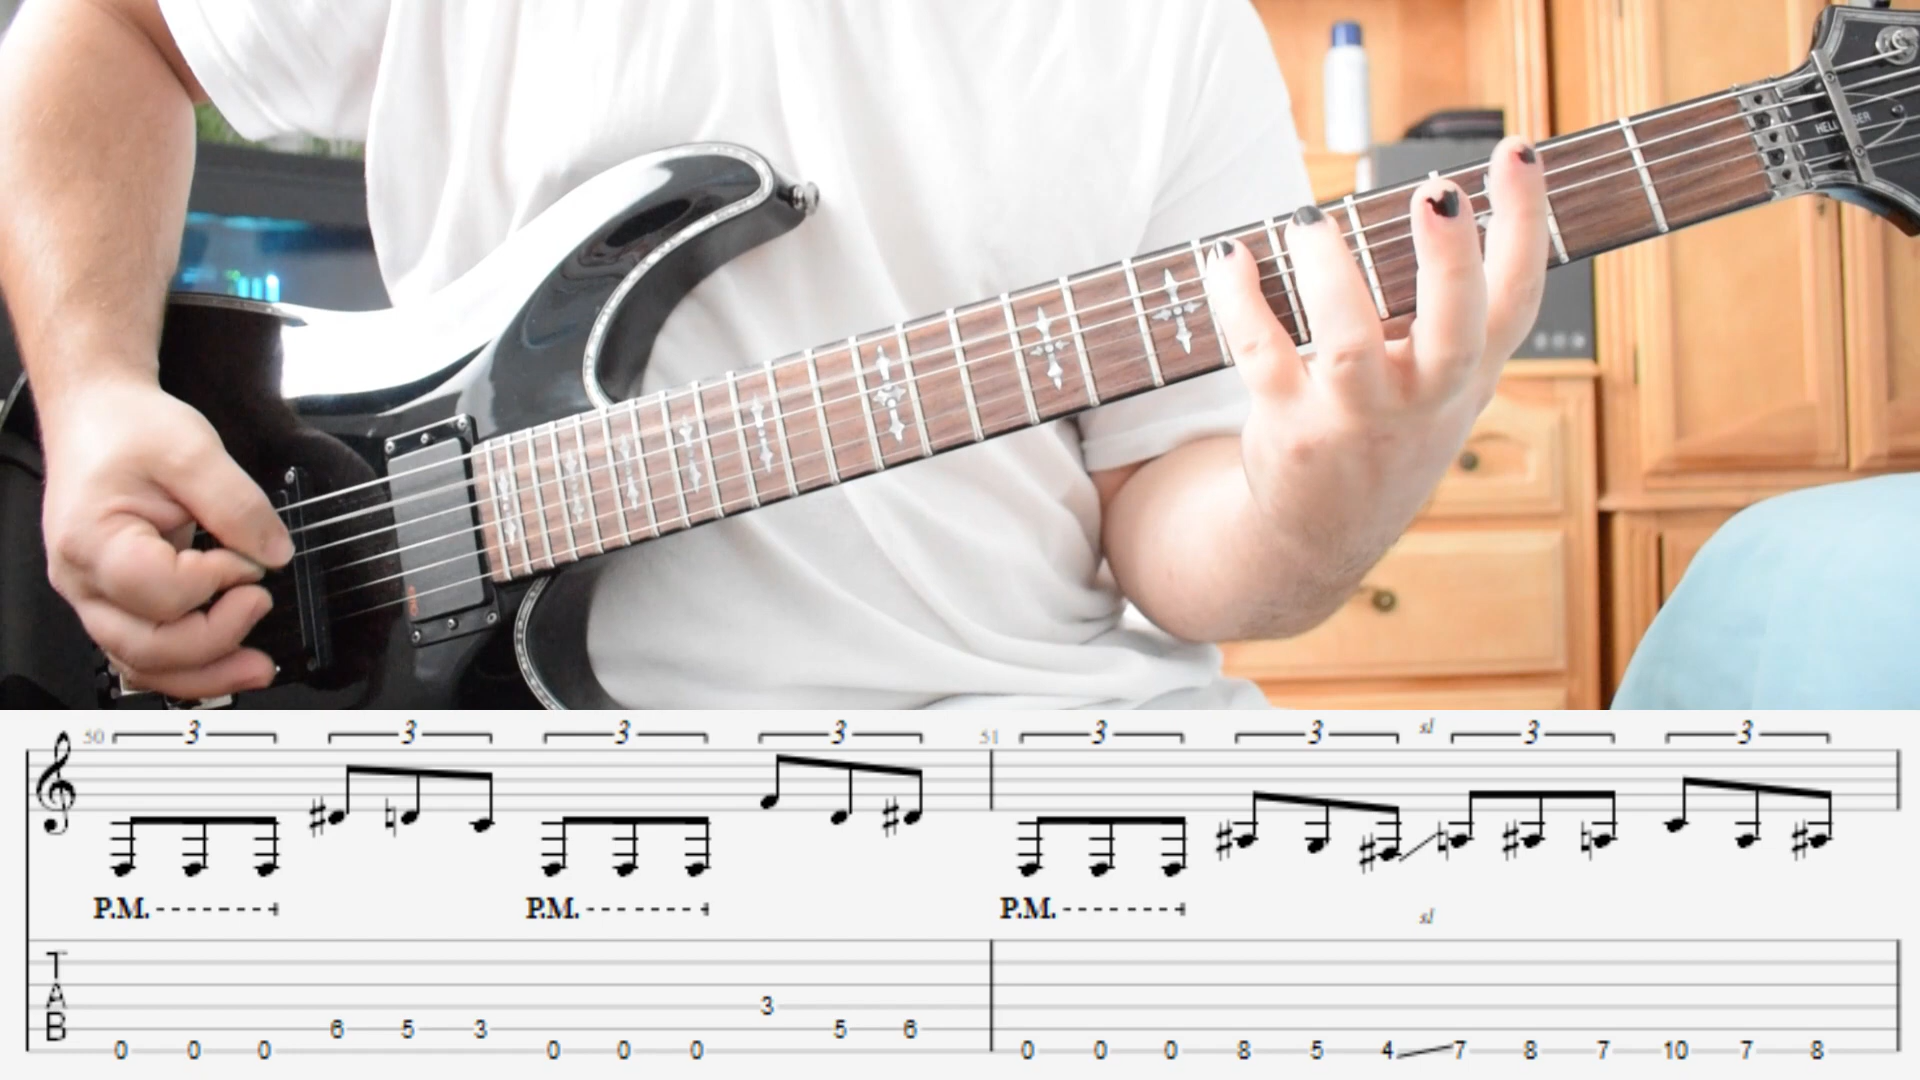 50 3 3 3 3 51 3 3 sl 3 3
P.M. P.M. P.M. sl
T
A
B
3
6 5 3 5 6
0 0 0 0 0 0 0 0 0 8 5 4 7 8 7 10 7 8